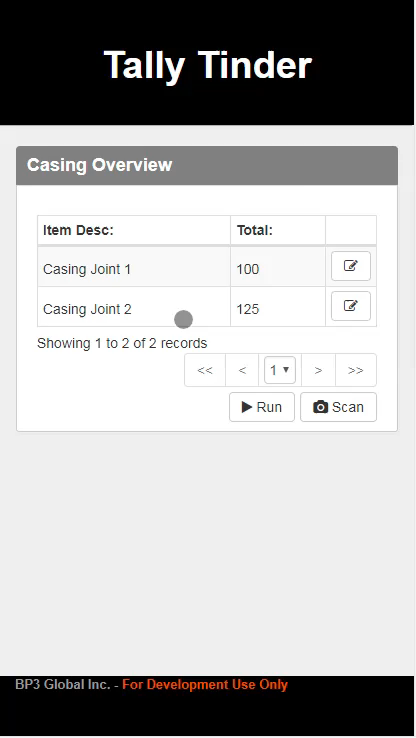 Tally Tinder
Casing Overview
Item Desc: Total:
Casing Joint 1 100
Casing Joint 2 125
Showing 1 to 2 of 2 records
<< < 1 > >>
Run Scan
BP3 Global Inc. - For Development Use Only